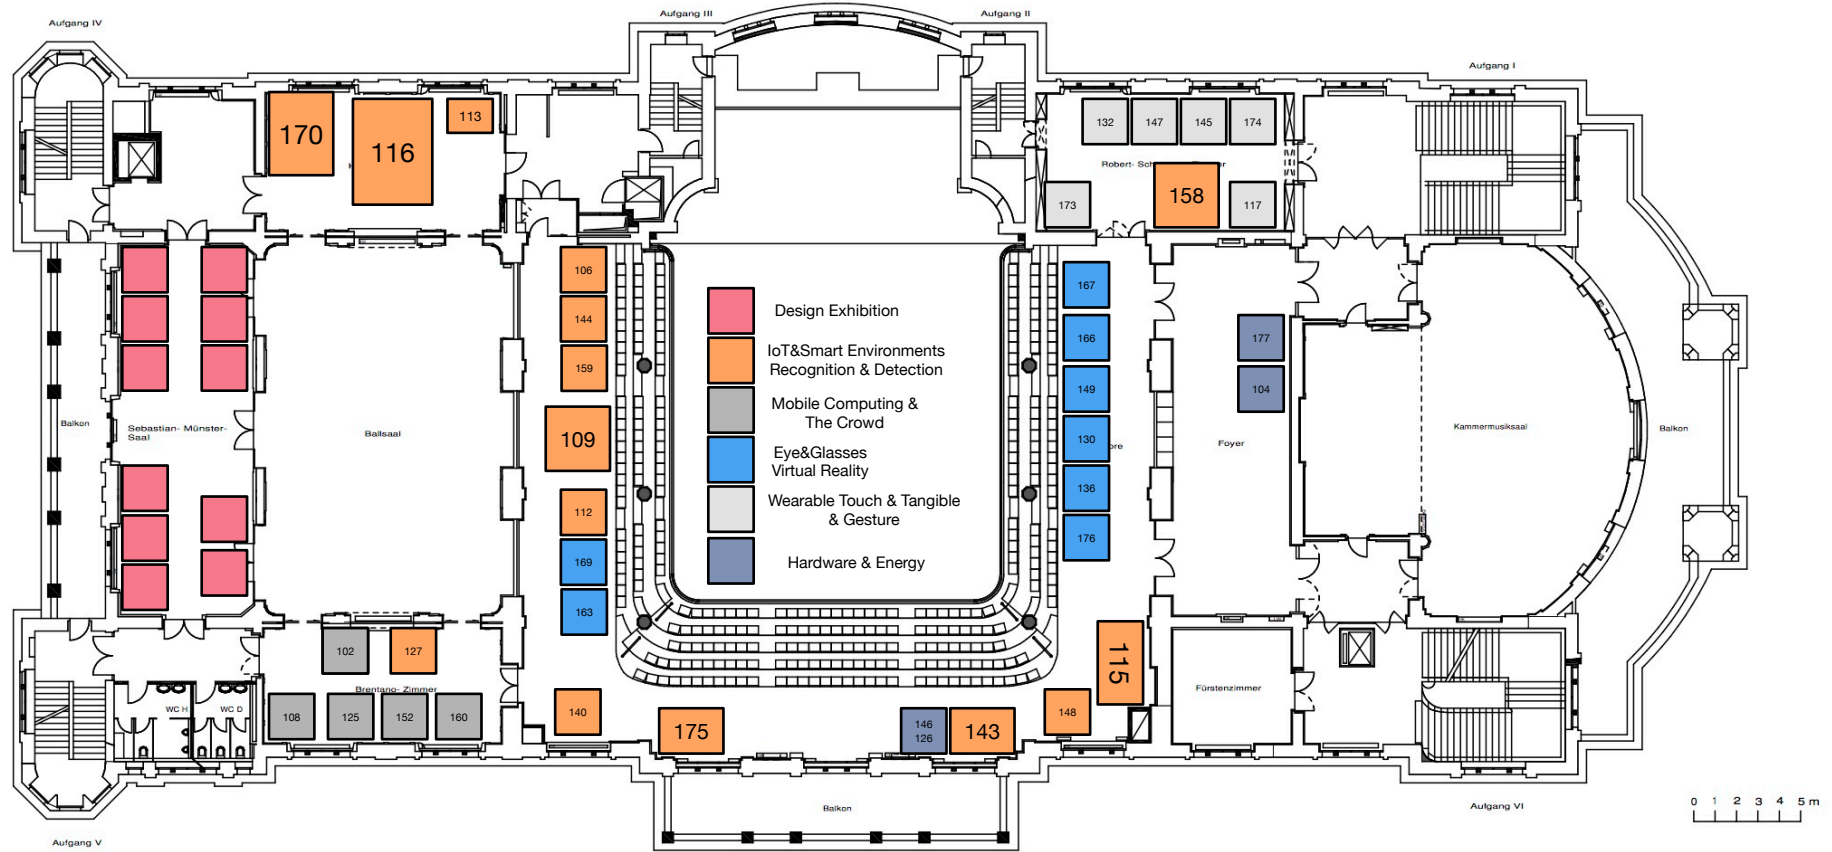 Aufgang IV
Aufgang III
Aufgang II
Aufgang I
170
116
113
132
147
145
174
Robert- Sch
173
158
117
106
144
159
109
112
169
163
167
166
149
130
136
176
177
104
Design Exhibition
IoT&Smart Environments
Recognition & Detection
Mobile Computing &
The Crowd
Eye&Glasses
Virtual Reality
Wearable Touch & Tangible
& Gesture
Hardware & Energy
Balkon
Sebastian- Münster-
Saal
Ballsaal
Foyer
Kammermusiksaal
Balkon
102
127
Brentano- Zimmer
108
125
152
160
WC H
WC D
140
175
146
126
143
148
115
Fürstenzimmer
Balkon
Aufgang V
Aufgang VI
0 1 2 3 4 5 m